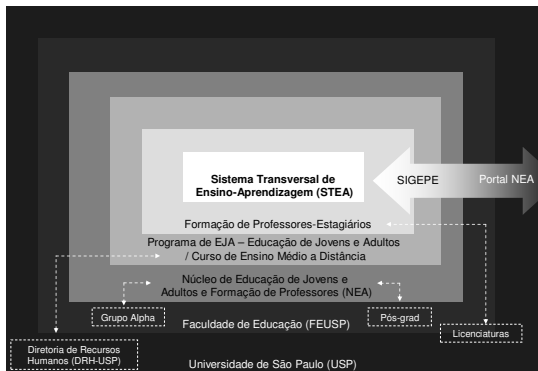 Sistema Transversal de
Ensino-Aprendizagem (STEA)
SIGEPE
Portal NEA
Formação de Professores-Estagiários
Programa de EJA – Educação de Jovens e Adultos
/ Curso de Ensino Médio a Distância
Núcleo de Educação de Jovens e
Adultos e Formação de Professores (NEA)
Grupo Alpha
Pós-grad
Faculdade de Educação (FEUSP)
Licenciaturas
Diretoria de Recursos
Humanos (DRH-USP)
Universidade de São Paulo (USP)